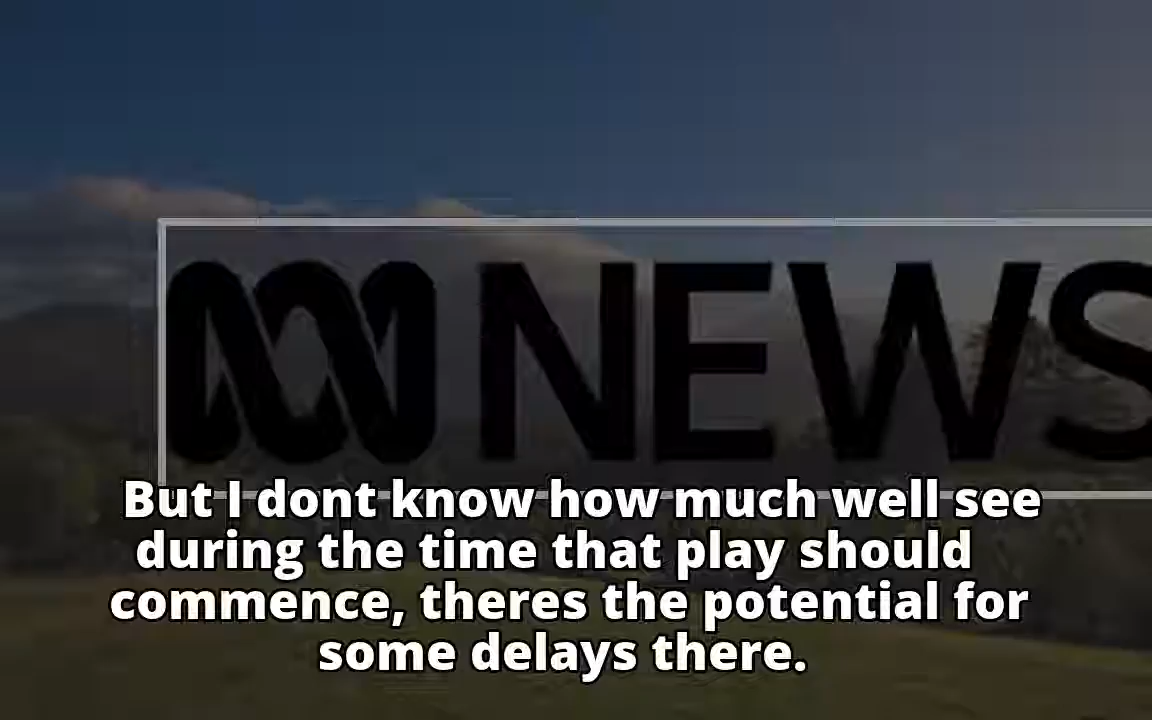 NEWS
But I dont know how much well see
during the time that play should
commence, theres the potential for
some delays there.